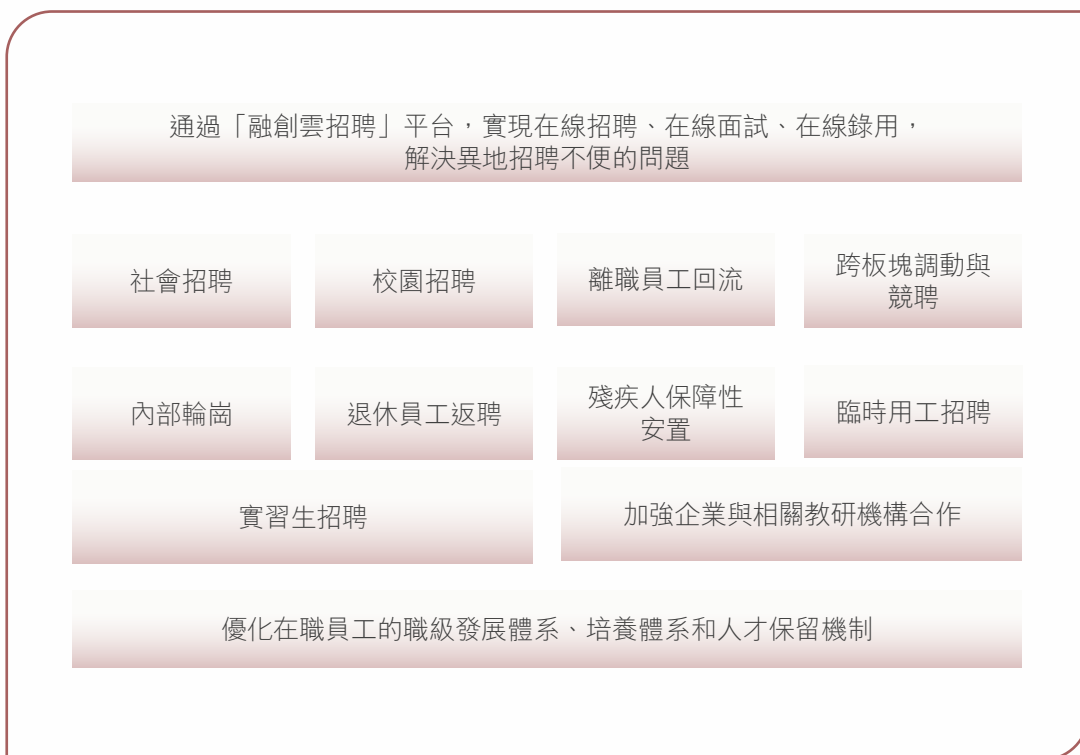 通過「融創雲招聘」平台，實現在線招聘、在線面試、在線錄用，
解決異地招聘不便的問題
社會招聘
校園招聘
離職員工回流
跨板塊調動與
競聘
內部輪崗
退休員工返聘
殘疾人保障性
安置
臨時用工招聘
實習生招聘
加強企業與相關教研機構合作
優化在職員工的職級發展體系、培養體系和人才保留機制